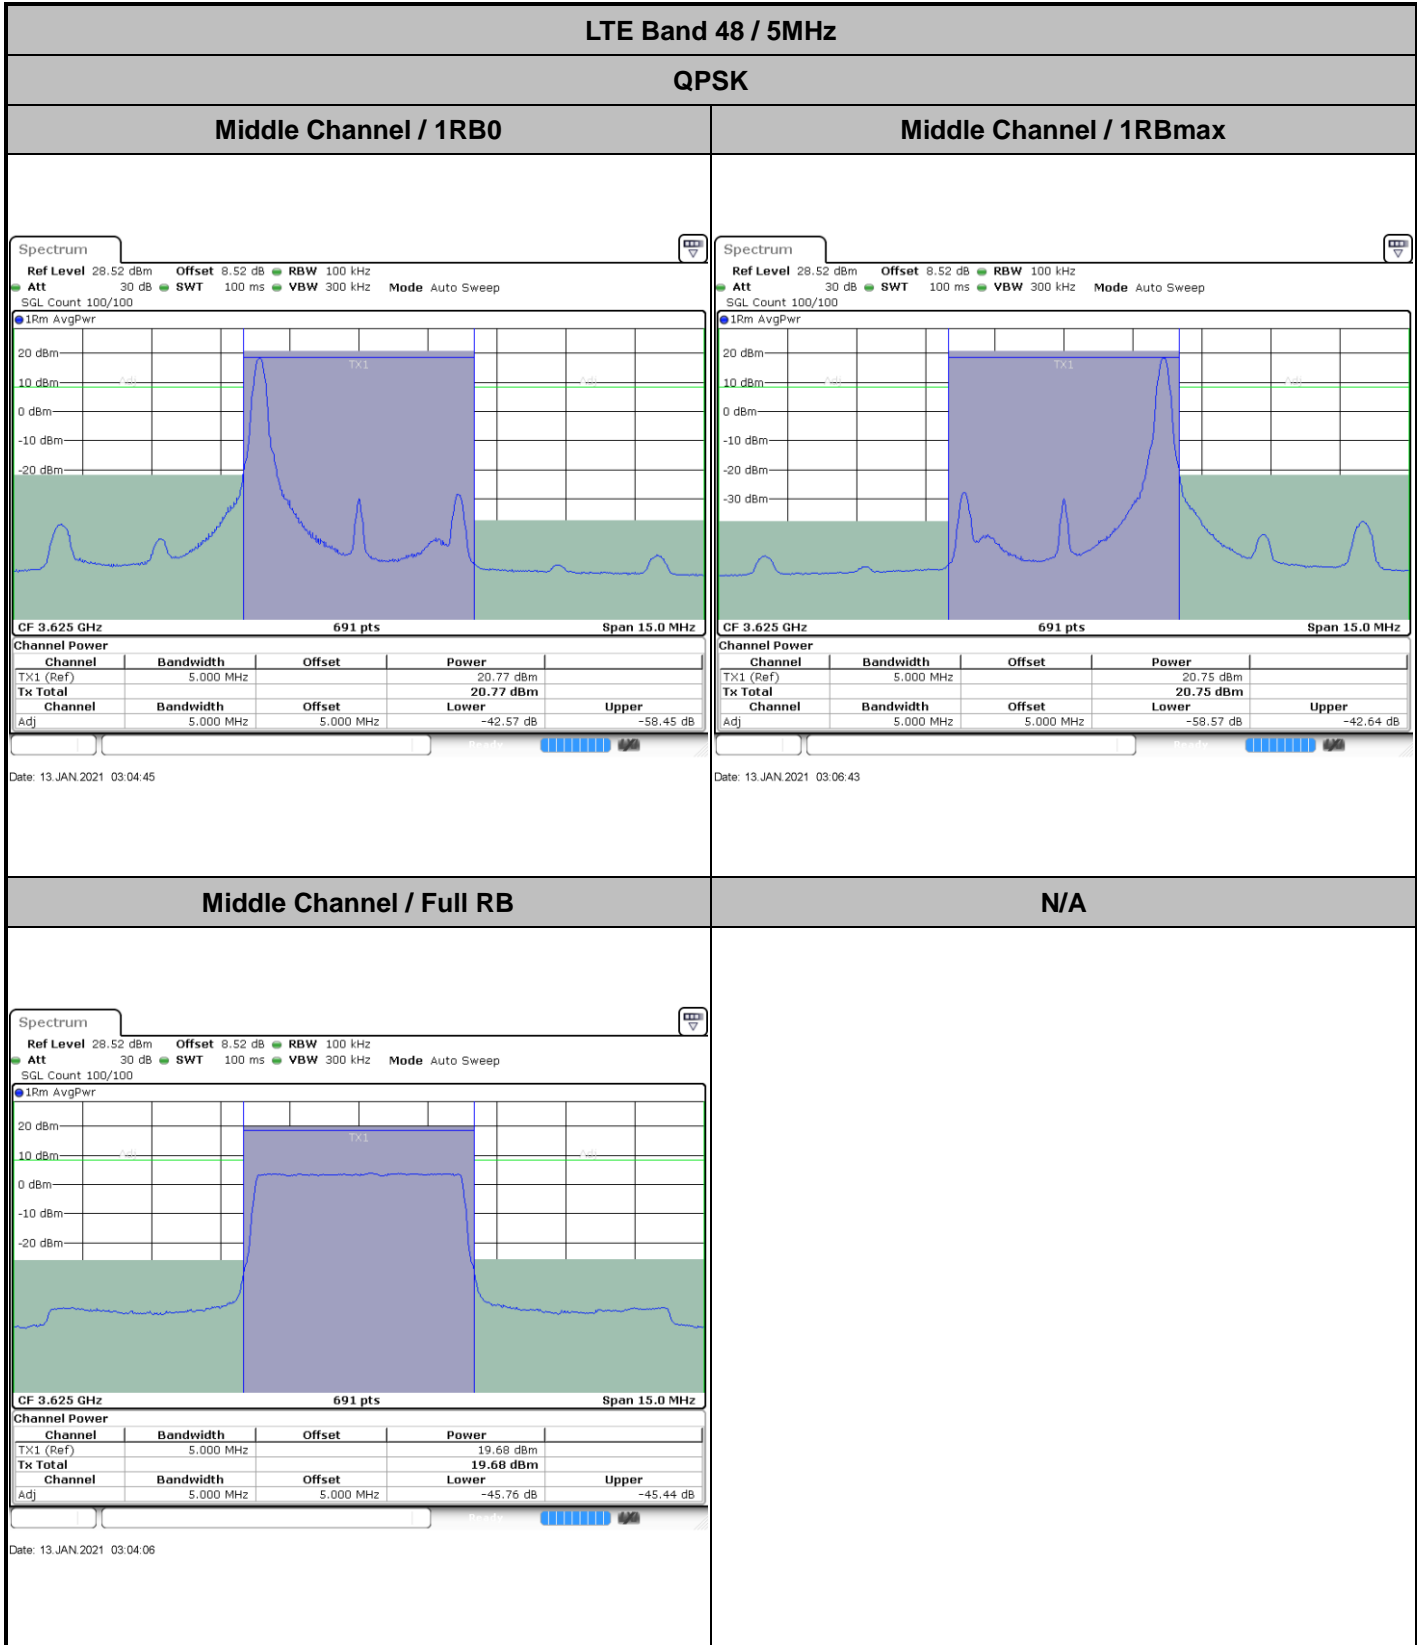 LTE Band 48 / 5MHz
QPSK
Middle Channel / 1RB0
Middle Channel / 1RBmax
Spectrum
Ref Level 28.52 dBm Offset 8.52 dB RBW 100 kHz
Att 30 dB SWT 100 ms VBW 300 kHz Mode Auto Sweep
SGL Count 100/100
1Rm AvgPwr
20 dBm
10 dBm
0 dBm
-10 dBm
-20 dBm
Adj
TX1
Adj
CF 3.625 GHz 691 pts Span 15.0 MHz
Channel Power
Channel Bandwidth Offset Power
TX1 (Ref) 5.000 MHz 20.77 dBm
Tx Total 20.77 dBm
Channel Bandwidth Offset Lower Upper
Adj 5.000 MHz 5.000 MHz -42.57 dB -58.45 dB
Ready
Date: 13.JAN.2021 03:04:45
Spectrum
Ref Level 28.52 dBm Offset 8.52 dB RBW 100 kHz
Att 30 dB SWT 100 ms VBW 300 kHz Mode Auto Sweep
SGL Count 100/100
1Rm AvgPwr
20 dBm
10 dBm
0 dBm
-10 dBm
-20 dBm
-30 dBm
Adj
TX1
Adj
CF 3.625 GHz 691 pts Span 15.0 MHz
Channel Power
Channel Bandwidth Offset Power
TX1 (Ref) 5.000 MHz 20.75 dBm
Tx Total 20.75 dBm
Channel Bandwidth Offset Lower Upper
Adj 5.000 MHz 5.000 MHz -58.57 dB -42.64 dB
Ready
Date: 13.JAN.2021 03:06:43
Middle Channel / Full RB
N/A
Spectrum
Ref Level 28.52 dBm Offset 8.52 dB RBW 100 kHz
Att 30 dB SWT 100 ms VBW 300 kHz Mode Auto Sweep
SGL Count 100/100
1Rm AvgPwr
20 dBm
10 dBm
0 dBm
-10 dBm
-20 dBm
Adj
TX1
Adj
CF 3.625 GHz 691 pts Span 15.0 MHz
Channel Power
Channel Bandwidth Offset Power
TX1 (Ref) 5.000 MHz 19.68 dBm
Tx Total 19.68 dBm
Channel Bandwidth Offset Lower Upper
Adj 5.000 MHz 5.000 MHz -45.76 dB -45.44 dB
Ready
Date: 13.JAN.2021 03:04:06